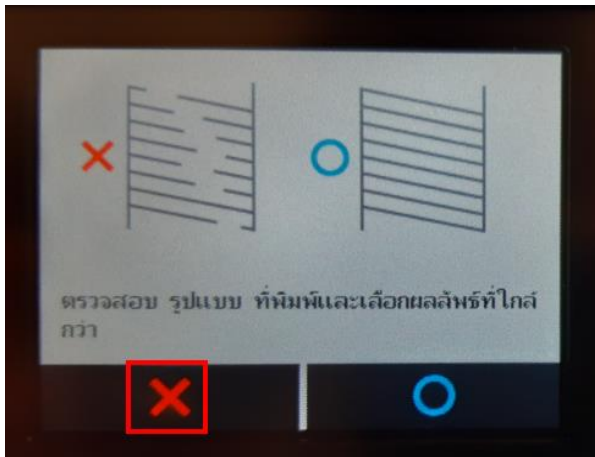 ตรวจสอบ รูปแบบ ที่พิมพ์และเลือกผลลัพธ์ที่ใกล้
กว่า